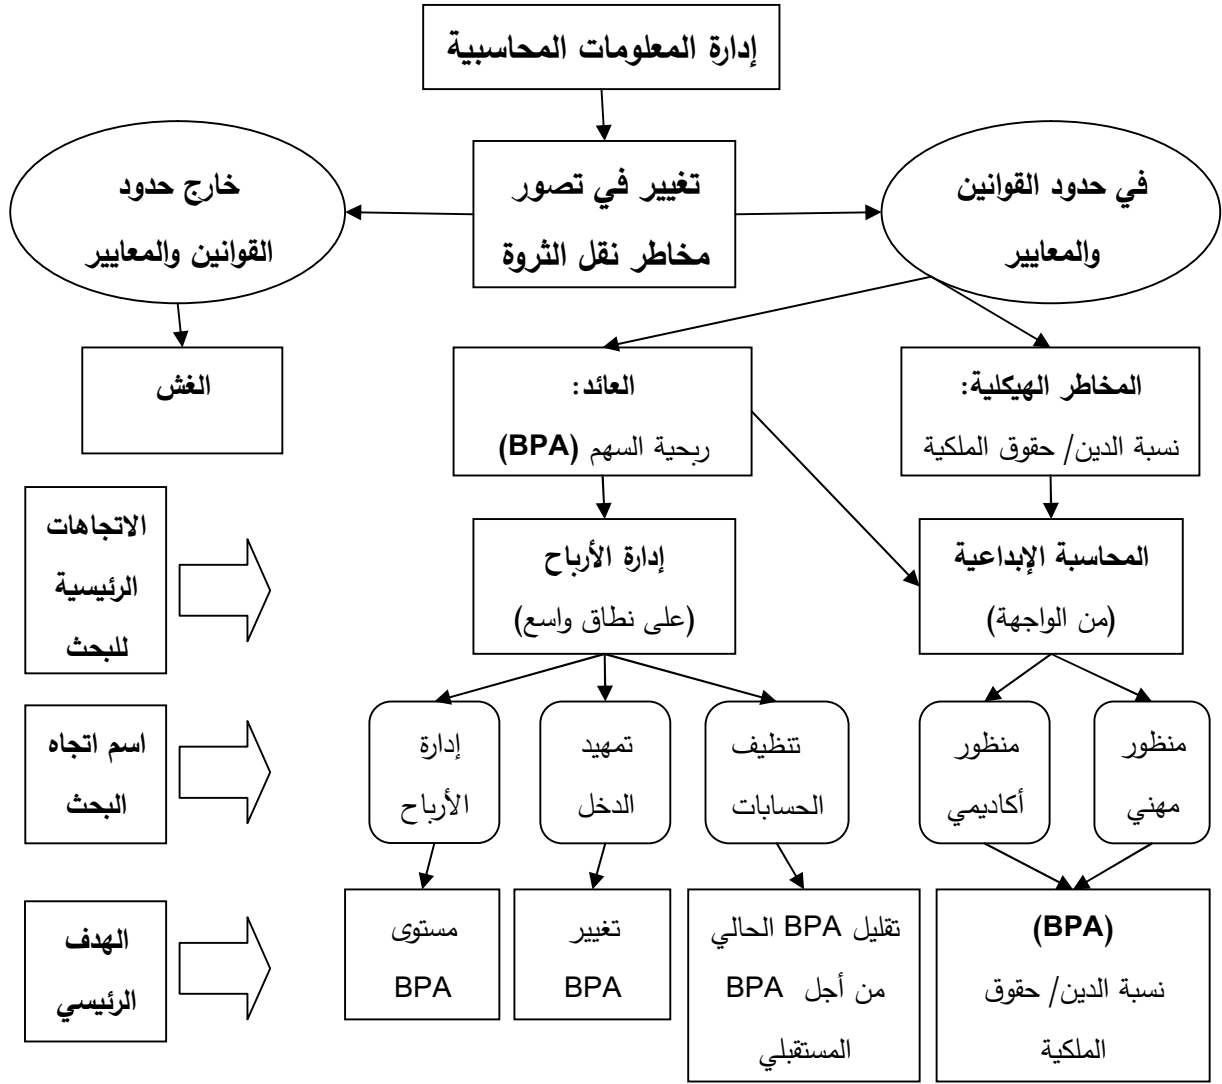 إدارة المعلومات المحاسبية
في حدود القوانين
والمعايير
تغيير في تصور
مخاطر نقل الثروة
خارج حدود
القوانين والمعايير
المخاطر الهيكلية:
نسبة الدين/ حقوق الملكية
العائد:
ربحية السهم (BPA)
الغش
المحاسبة الإبداعية
(من الواجهة)
إدارة الأرباح
(على نطاق واسع)
الاتجاهات
الرئيسية
للبحث
منظور
مهني
منظور
أكاديمي
تنظيف
الحسابات
تمهيد
الدخل
إدارة
الأرباح
اسم اتجاه
البحث
(BPA)
نسبة الدين/ حقوق
الملكية
تقليل BPA الحالي
من أجل BPA
المستقبلي
تغيير
BPA
مستوى
BPA
الهدف
الرئيسي